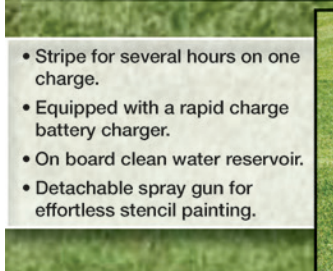 • Stripe for several hours on one
charge.
• Equipped with a rapid charge
battery charger.
• On board clean water reservoir.
• Detachable spray gun for
effortless stencil painting.